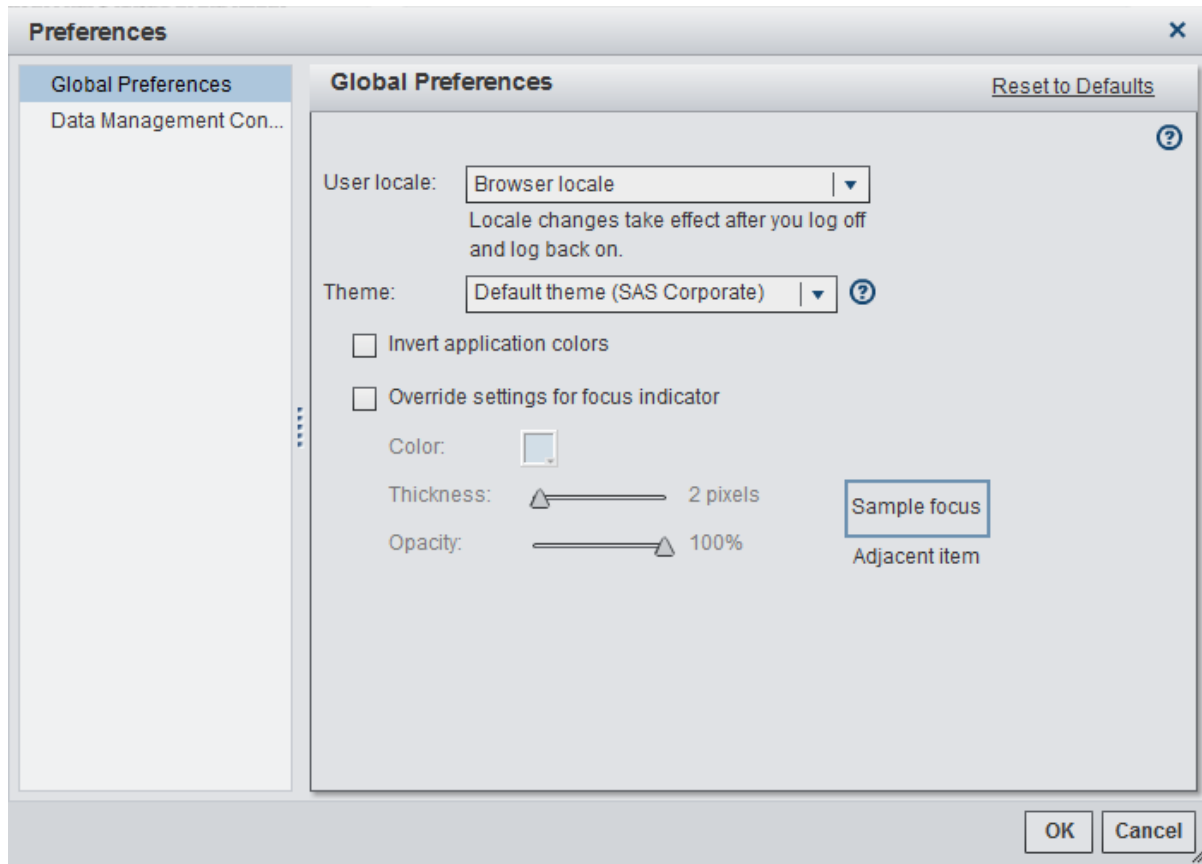 Preferences
Global Preferences
Data Management Con...
Global Preferences
Reset to Defaults
User locale:
Browser locale
Locale changes take effect after you log off
and log back on.
Theme:
Default theme (SAS Corporate)
Invert application colors
Override settings for focus indicator
Color:
Thickness:
2 pixels
Opacity:
100%
Sample focus
Adjacent item
OK
Cancel